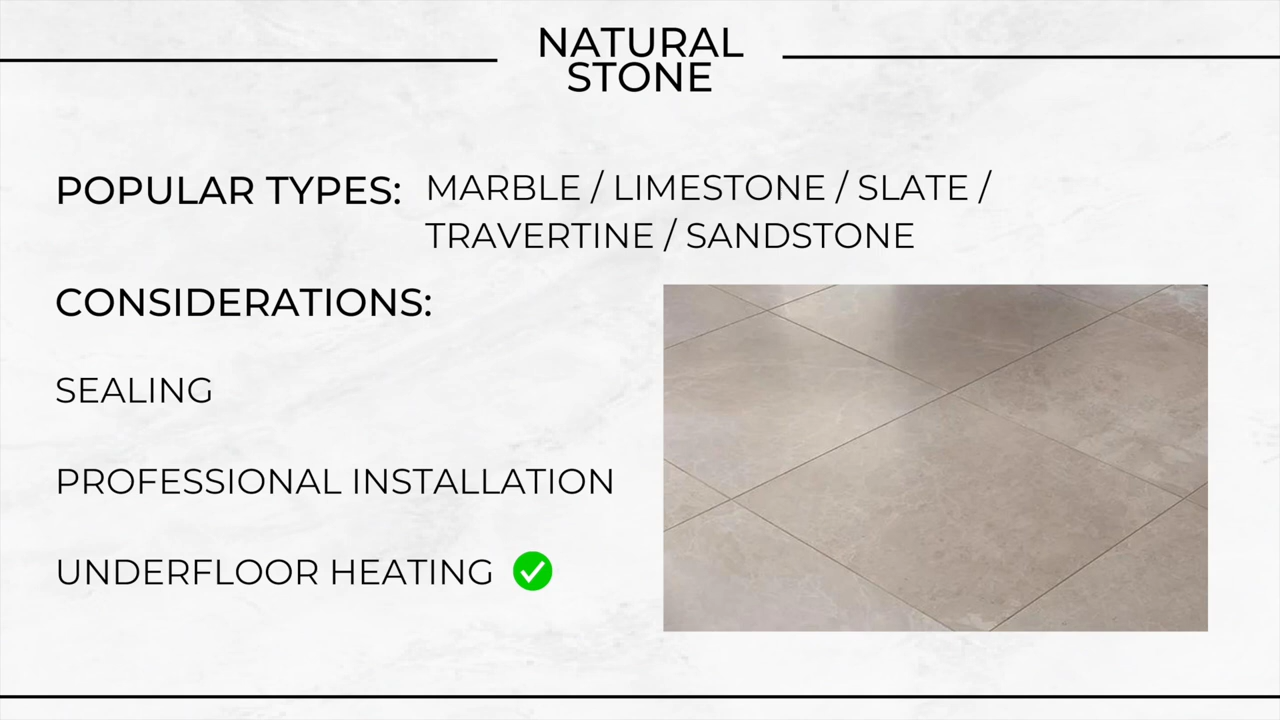 NATURAL
STONE
POPULAR TYPES: MARBLE / LIMESTONE / SLATE /
TRAVERTINE / SANDSTONE
CONSIDERATIONS:
SEALING
PROFESSIONAL INSTALLATION
UNDERFLOOR HEATING